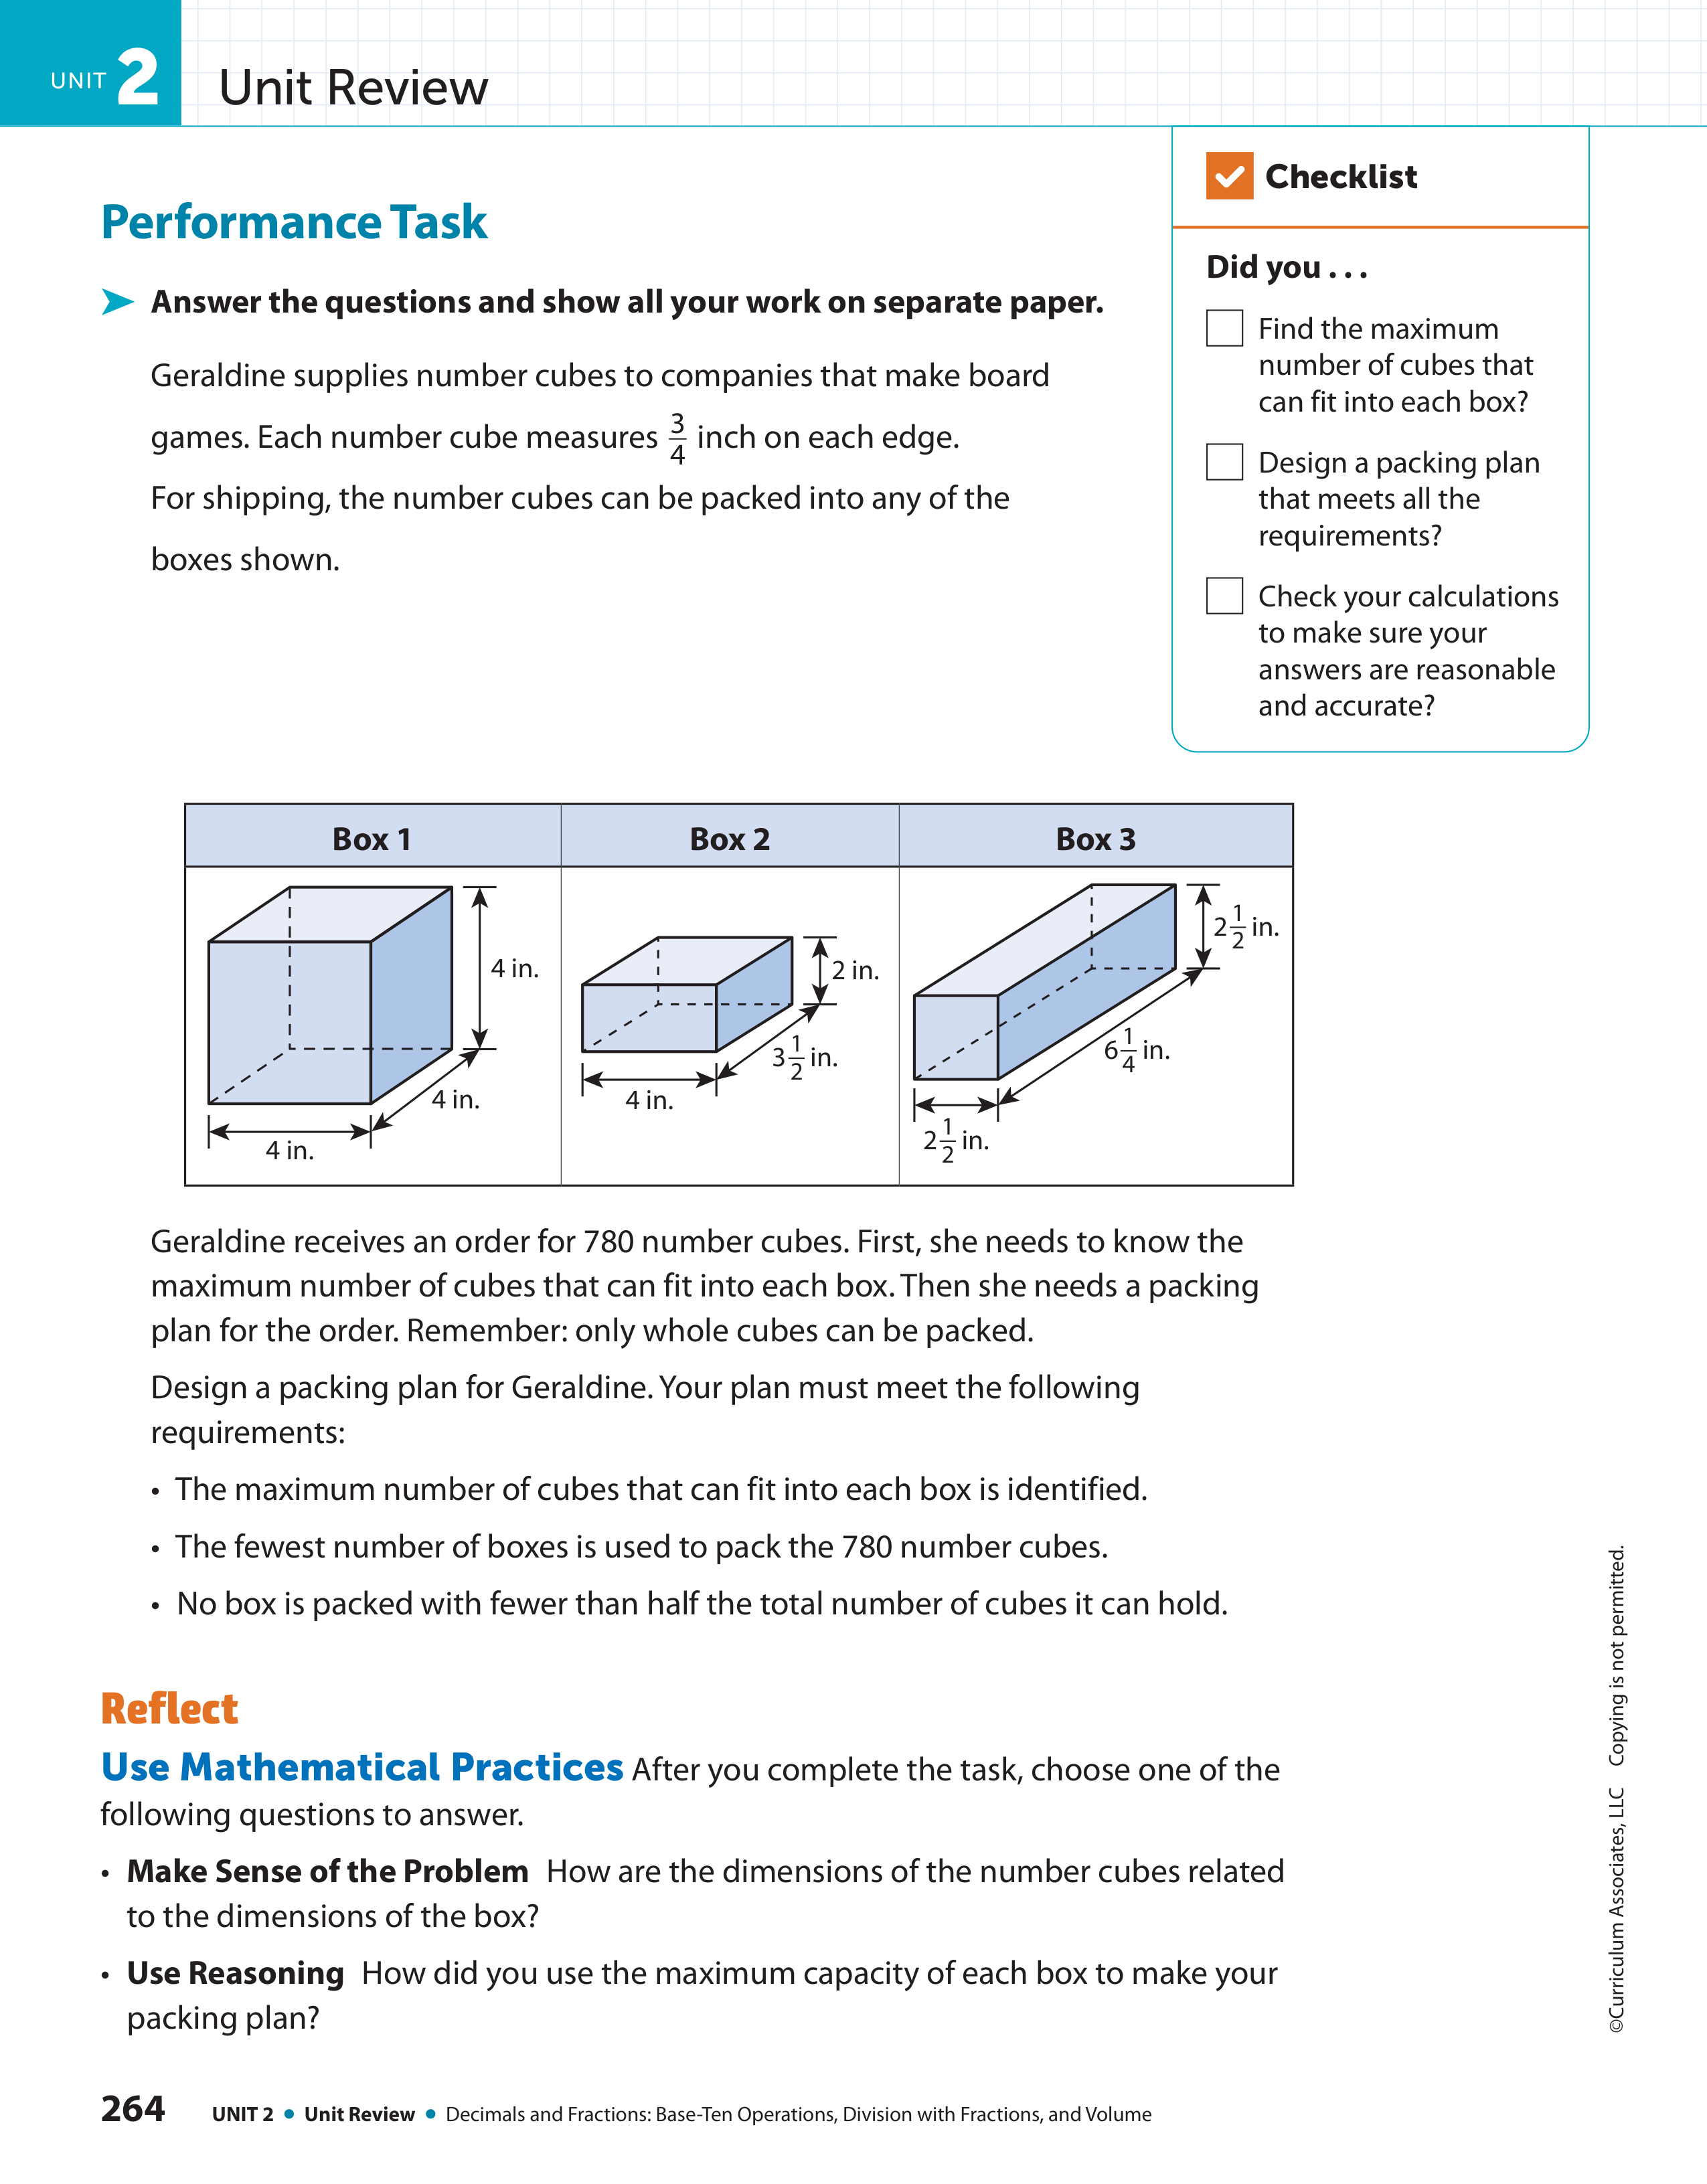 UNIT 2 Unit Review
Performance Task
Answer the questions and show all your work on separate paper.
Geraldine supplies number cubes to companies that make board
games. Each number cube measures 3/4 inch on each edge.
For shipping, the number cubes can be packed into any of the
boxes shown.
Checklist
Did you . . .
Find the maximum
number of cubes that
can fit into each box?
Design a packing plan
that meets all the
requirements?
Check your calculations
to make sure your
answers are reasonable
and accurate?
Box 1 Box 2 Box 3
4 in.
4 in.
4 in.
2 in.
3 1/2 in.
4 in.
2 1/2 in.
6 1/4 in.
2 1/2 in.
Geraldine receives an order for 780 number cubes. First, she needs to know the
maximum number of cubes that can fit into each box. Then she needs a packing
plan for the order. Remember: only whole cubes can be packed.
Design a packing plan for Geraldine. Your plan must meet the following
requirements:
• The maximum number of cubes that can fit into each box is identified.
• The fewest number of boxes is used to pack the 780 number cubes.
• No box is packed with fewer than half the total number of cubes it can hold.
Reflect
Use Mathematical Practices After you complete the task, choose one of the
following questions to answer.
• Make Sense of the Problem How are the dimensions of the number cubes related
to the dimensions of the box?
• Use Reasoning How did you use the maximum capacity of each box to make your
packing plan?
264 UNIT 2 • Unit Review • Decimals and Fractions: Base-Ten Operations, Division with Fractions, and Volume
©Curriculum Associates, LLC Copying is not permitted.